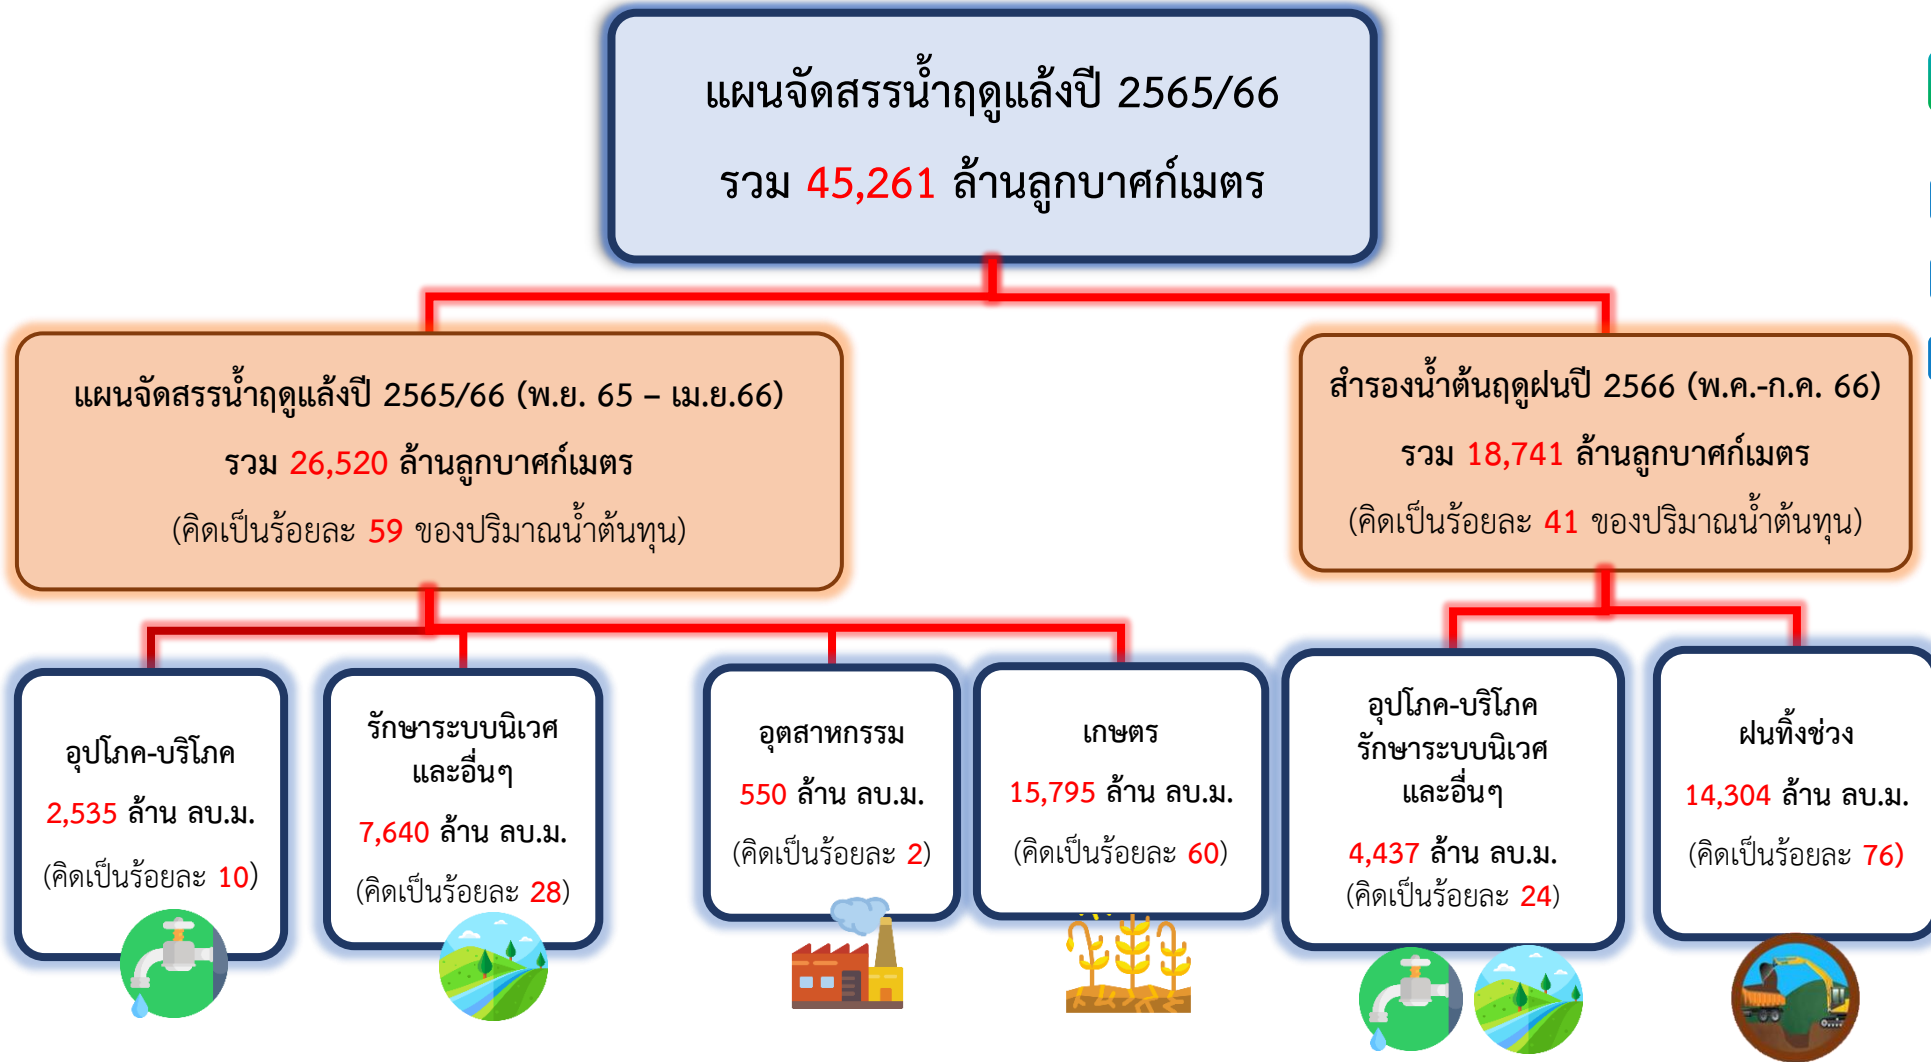 แผนจัดสรรน้ำฤดูแล้งปี 2565/66
รวม 45,261 ล้านลูกบาศก์เมตร
แผนจัดสรรน้ำฤดูแล้งปี 2565/66 (พ.ย. 65 – เม.ย.66)
รวม 26,520 ล้านลูกบาศก์เมตร
(คิดเป็นร้อยละ 59 ของปริมาณน้ำต้นทุน)
สำรองน้ำต้นฤดูฝนปี 2566 (พ.ค.-ก.ค. 66)
รวม 18,741 ล้านลูกบาศก์เมตร
(คิดเป็นร้อยละ 41 ของปริมาณน้ำต้นทุน)
อุปโภค-บริโภค
2,535 ล้าน ลบ.ม.
(คิดเป็นร้อยละ 10)
รักษาระบบนิเวศ
และอื่นๆ
7,640 ล้าน ลบ.ม.
(คิดเป็นร้อยละ 28)
อุตสาหกรรม
550 ล้าน ลบ.ม.
(คิดเป็นร้อยละ 2)
เกษตร
15,795 ล้าน ลบ.ม.
(คิดเป็นร้อยละ 60)
อุปโภค-บริโภค
รักษาระบบนิเวศ
และอื่นๆ
4,437 ล้าน ลบ.ม.
(คิดเป็นร้อยละ 24)
ฝนทิ้งช่วง
14,304 ล้าน ลบ.ม.
(คิดเป็นร้อยละ 76)